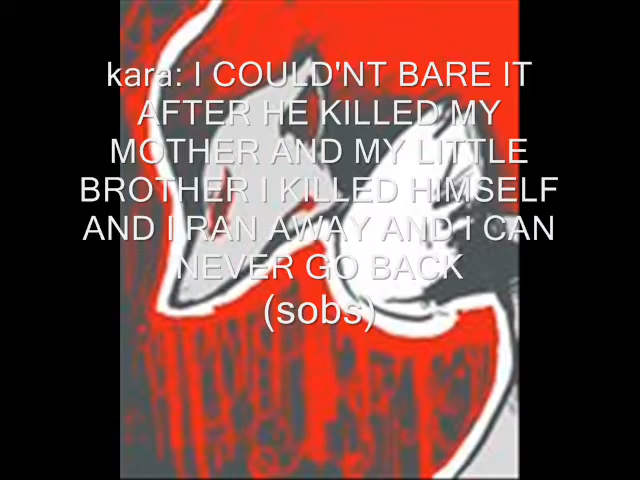 kara: I COULD'NT BARE IT
AFTER HE KILLED MY
MOTHER AND MY LITTLE
BROTHER I KILLED HIMSELF
AND I RAN AWAY AND I CAN
NEVER GO BACK
(sobs)